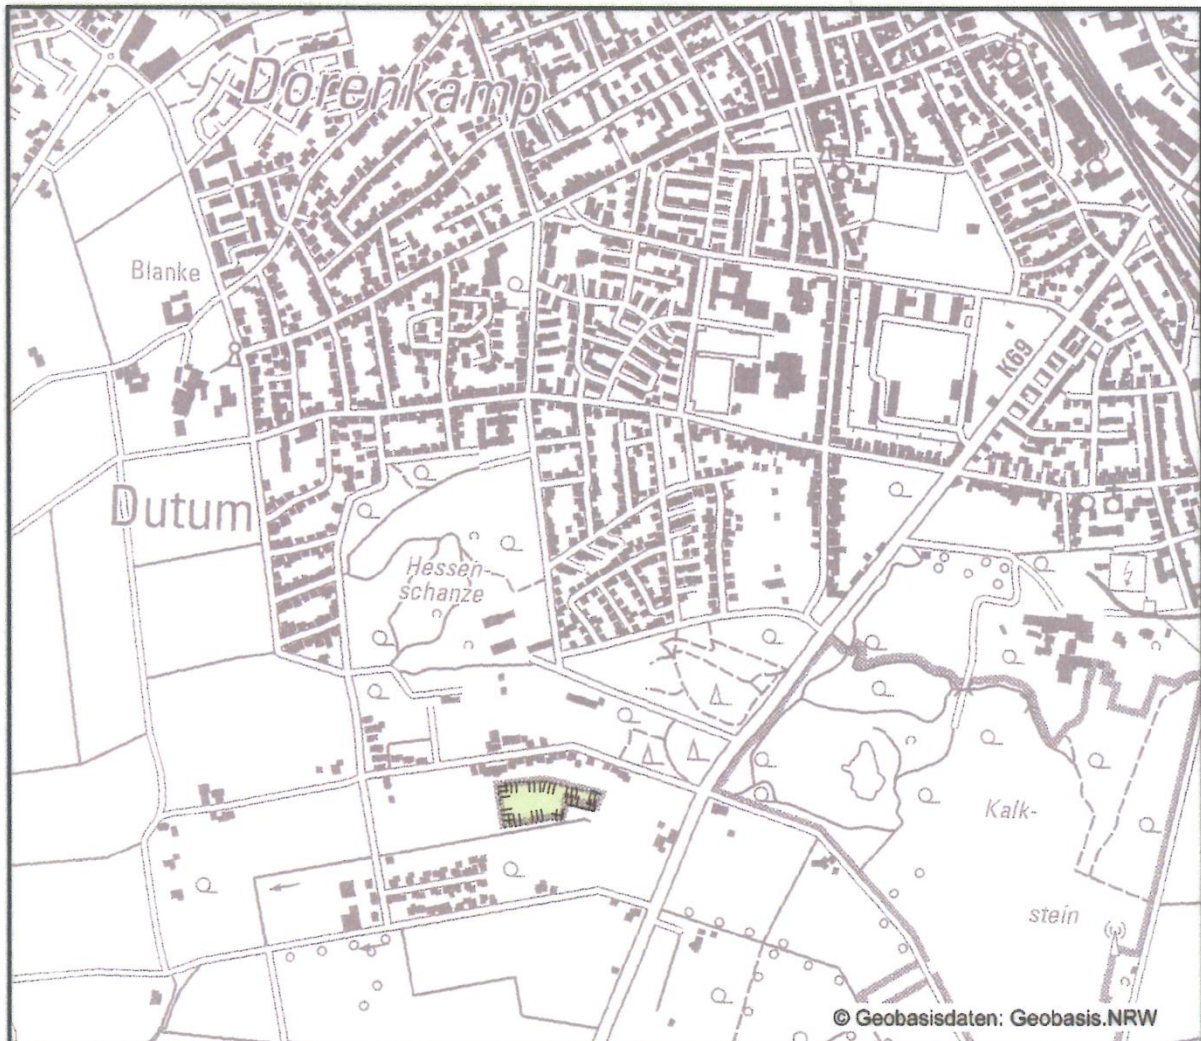 Dorenkamp
Blanke
K69
Dutum
Hessen-
schanze
Kalk-
stein
© Geobasisdaten: Geobasis.NRW